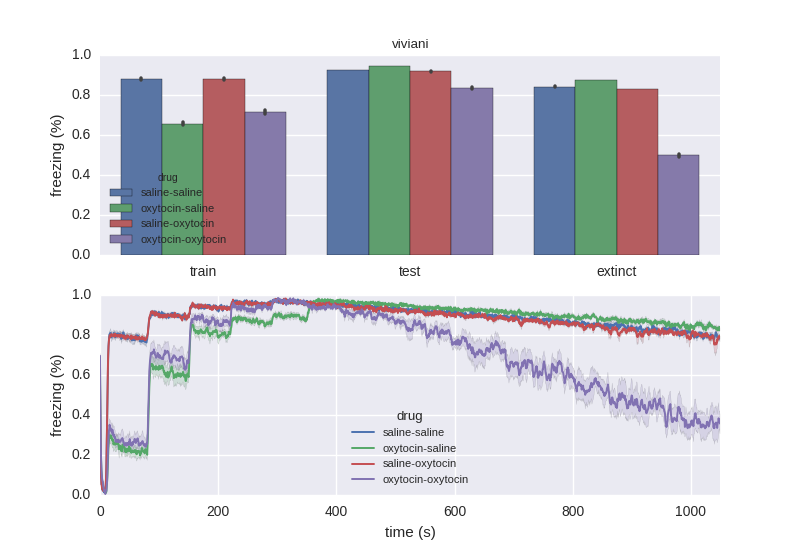 viviani
1.0
0.8
0.6
0.4
0.2
0.0
freezing (%)
drug
saline-saline
oxytocin-saline
saline-oxytocin
oxytocin-oxytocin
train test extinct
1.0
0.8
0.6
0.4
0.2
0.0
freezing (%)
drug
saline-saline
oxytocin-saline
saline-oxytocin
oxytocin-oxytocin
0 200 400 600 800 1000
time (s)